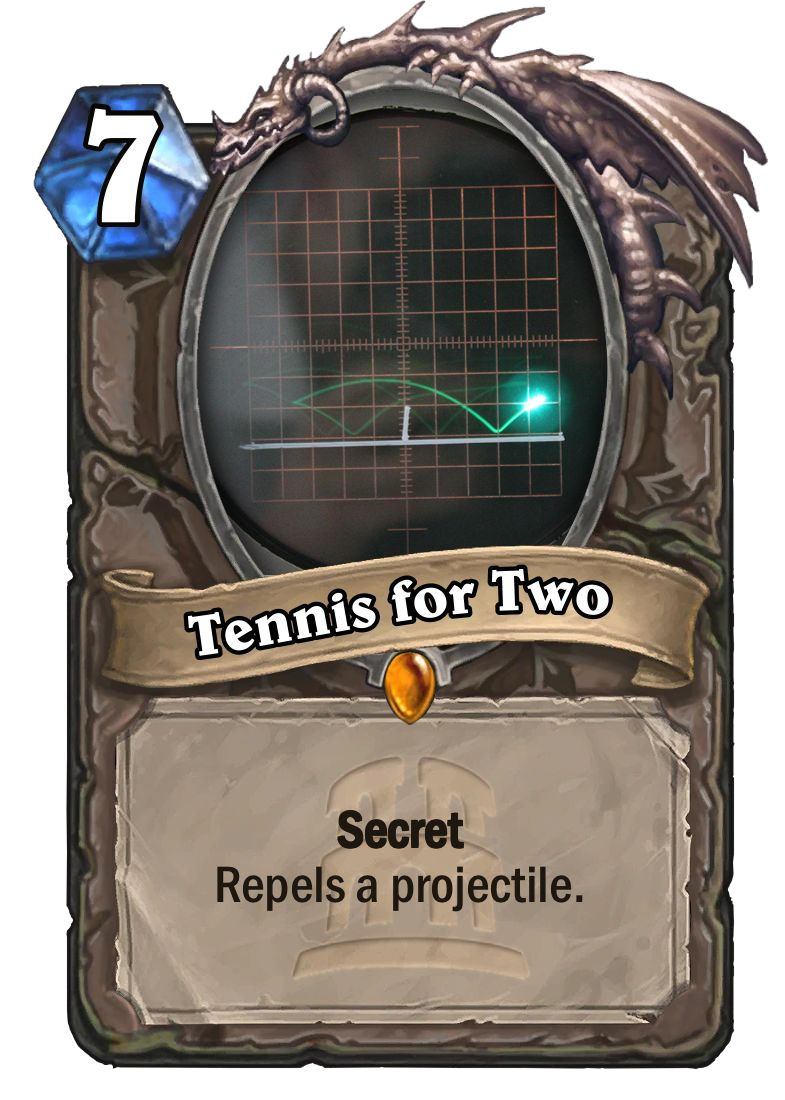 7
Tennis for Two
Secret
Repels a projectile.